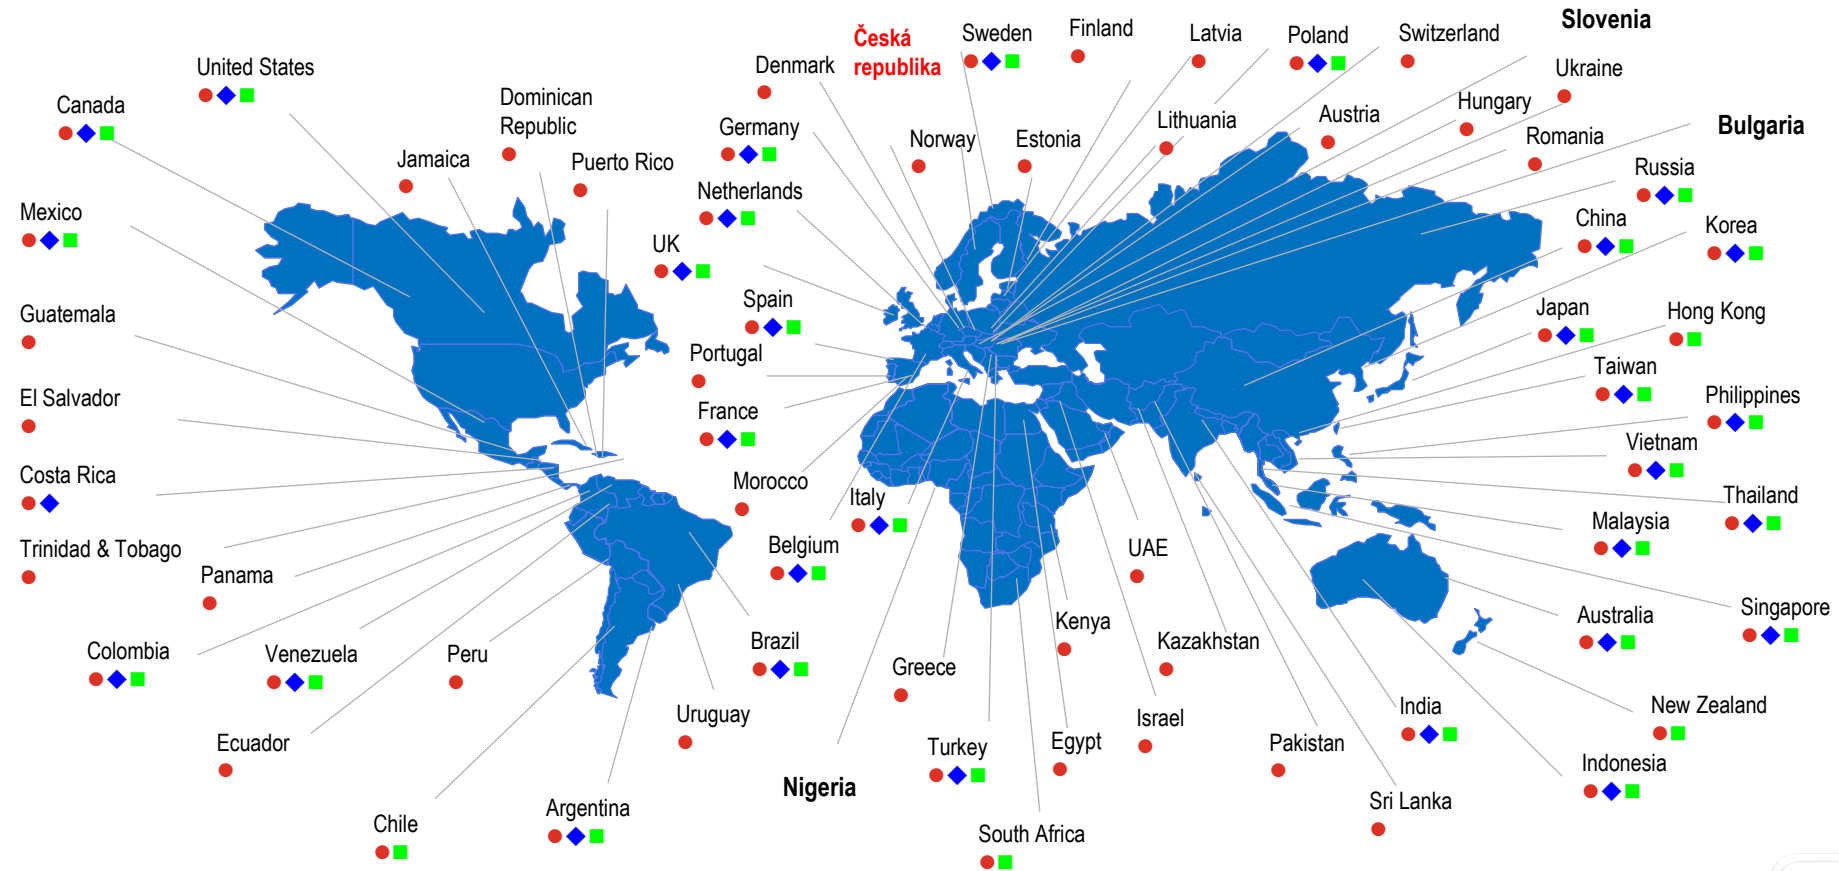 Slovenia
Česká
republika
Sweden
Finland
Latvia
Poland
Switzerland
United States
Denmark
Ukraine
Canada
Dominican
Republic
Germany
Norway
Estonia
Lithuania
Austria
Hungary
Bulgaria
Jamaica
Puerto Rico
Romania
Russia
Mexico
Netherlands
China
Korea
UK
Guatemala
Spain
Japan
Hong Kong
Portugal
Taiwan
El Salvador
France
Philippines
Vietnam
Costa Rica
Morocco
Italy
Thailand
Trinidad & Tobago
Panama
Belgium
UAE
Malaysia
Colombia
Venezuela
Peru
Brazil
Greece
Kenya
Kazakhstan
Australia
Singapore
Ecuador
Uruguay
Turkey
Egypt
Israel
Pakistan
India
New Zealand
Nigeria
Indonesia
Chile
Argentina
South Africa
Sri Lanka